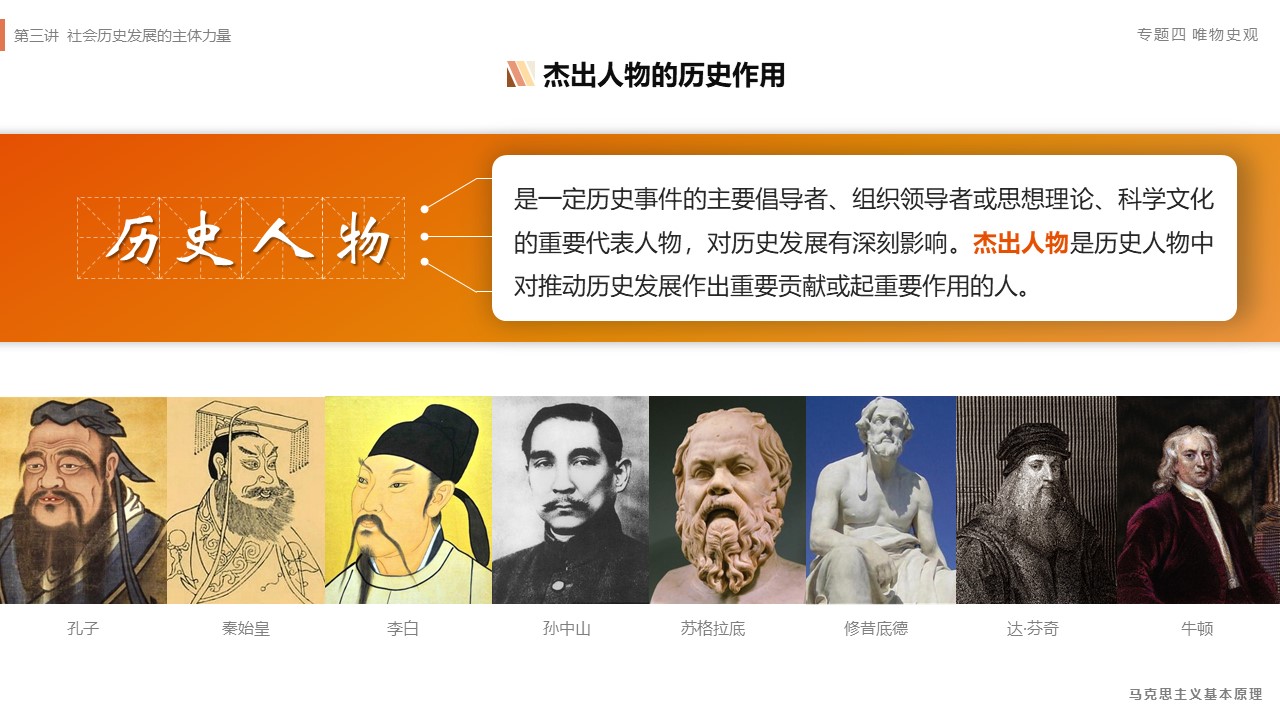 第三讲 社会历史发展的主体力量
专题四 唯物史观
杰出人物的历史作用
历史人物
是一定历史事件的主要倡导者、组织领导者或思想理论、科学文化
的重要代表人物，对历史发展有深刻影响。杰出人物是历史人物中
对推动历史发展作出重要贡献或起重要作用的人。
孔子
秦始皇
李白
孙中山
苏格拉底
修昔底德
达·芬奇
牛顿
马克思主义基本原理